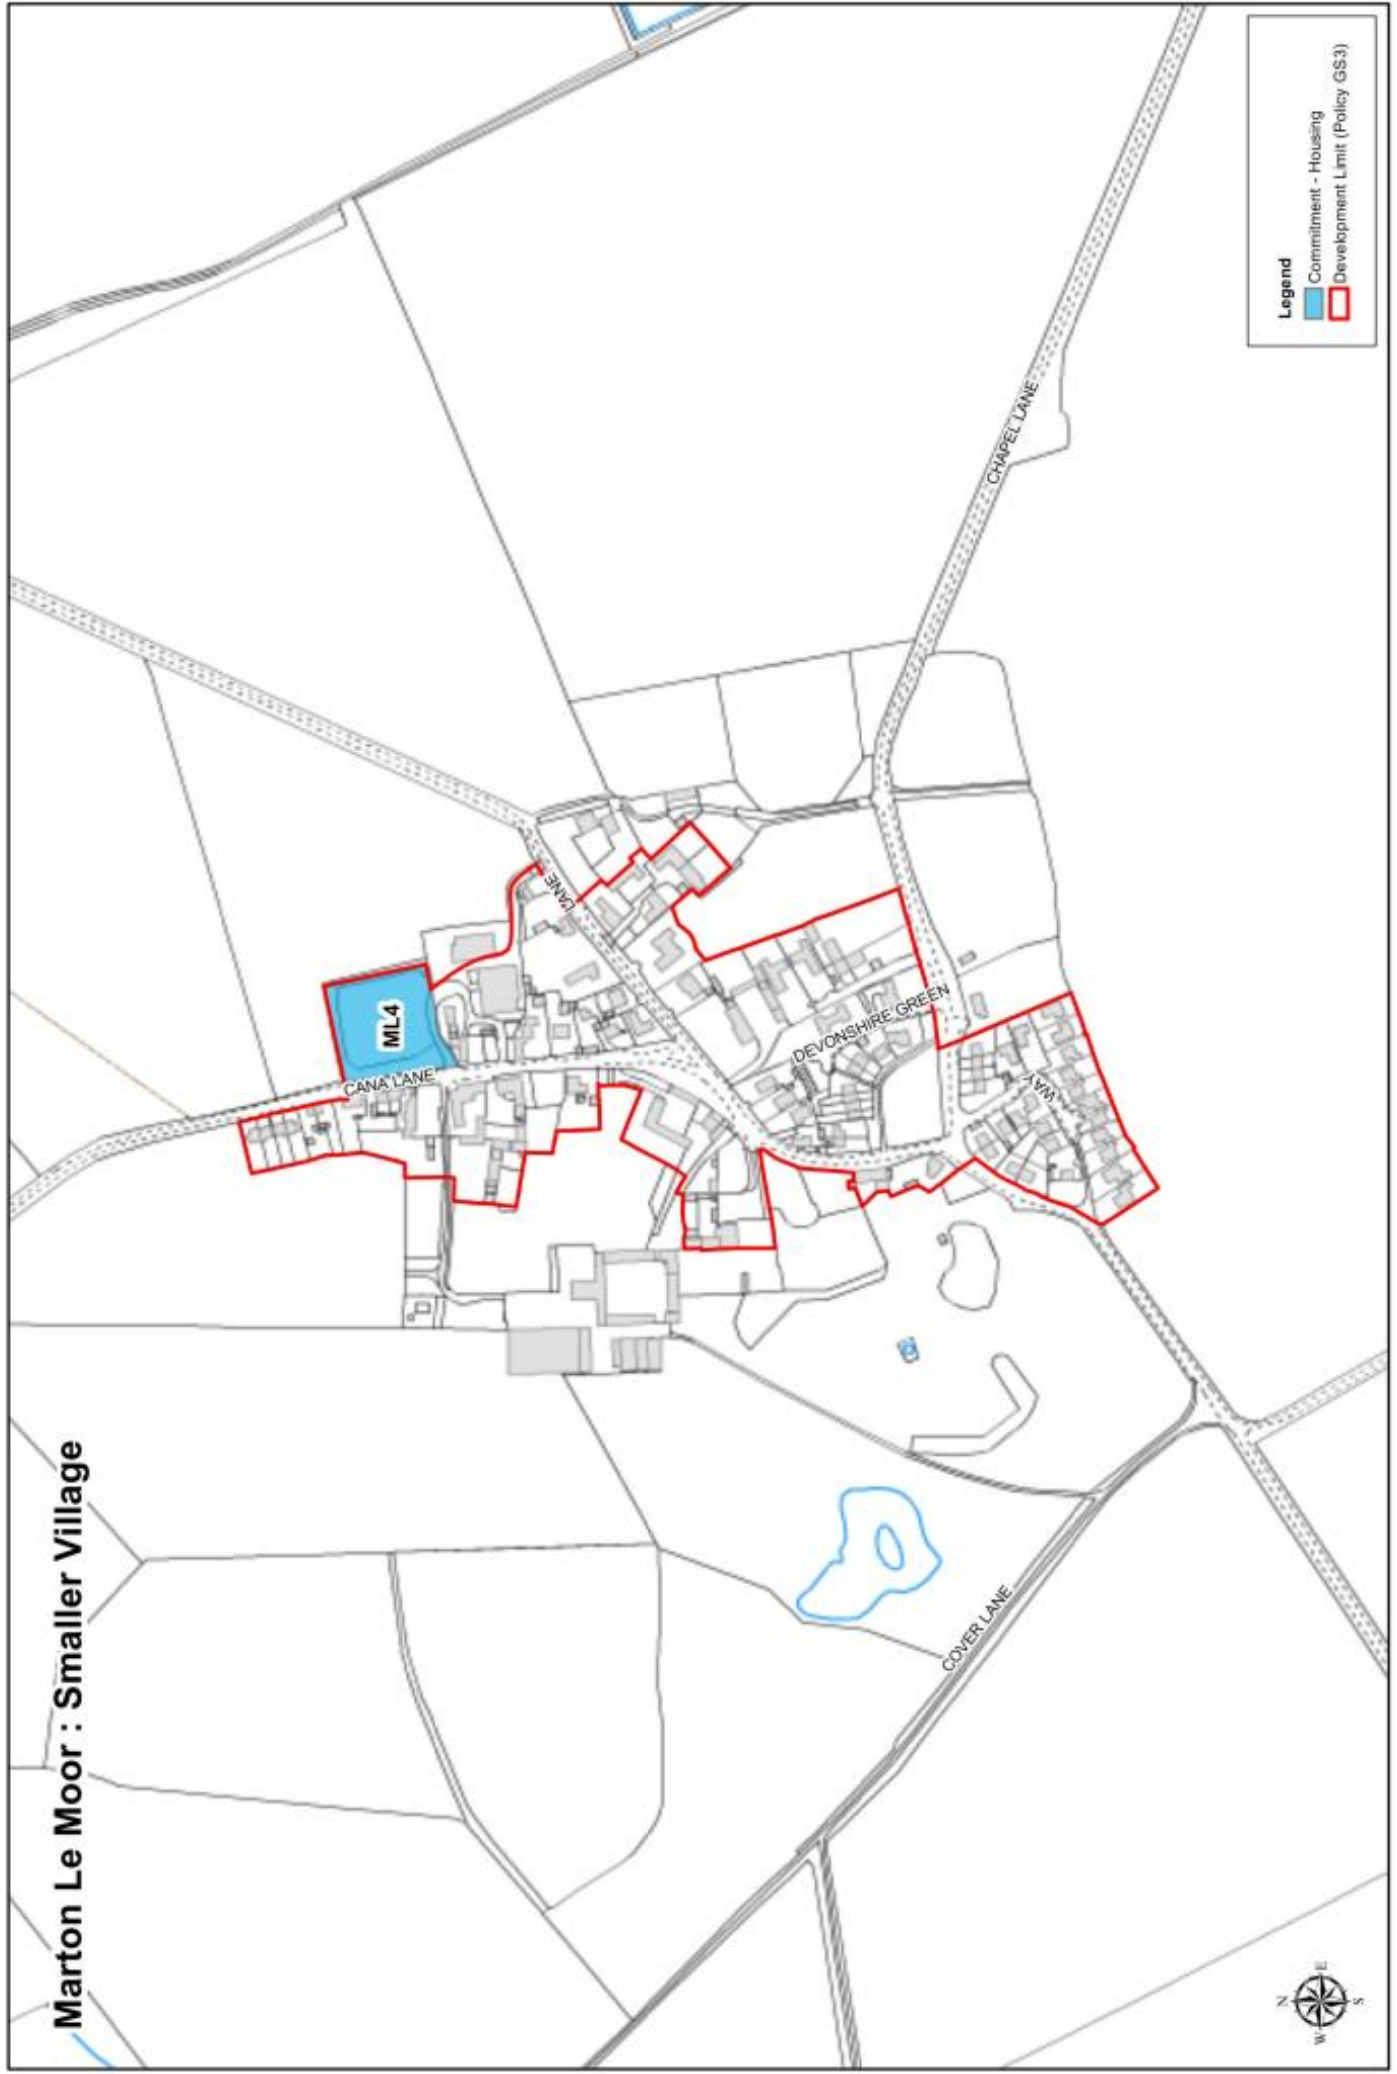 Marton Le Moor : Smaller Village
ML4
CANA LANE
LANE
DEVONSHIRE GREEN
WAY
CHAPEL LANE
COVER LANE
Legend
Commitment - Housing
Development Limit (Policy GS3)
N
W
E
S